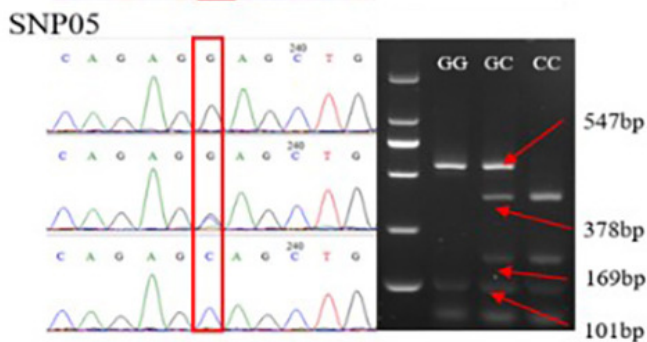 SNP05
240
C A G A G G A G C T G
240
C A G A G G A G C T G
240
C A G A G C A G C T G
GG GC CC
547bp
378bp
169bp
101bp